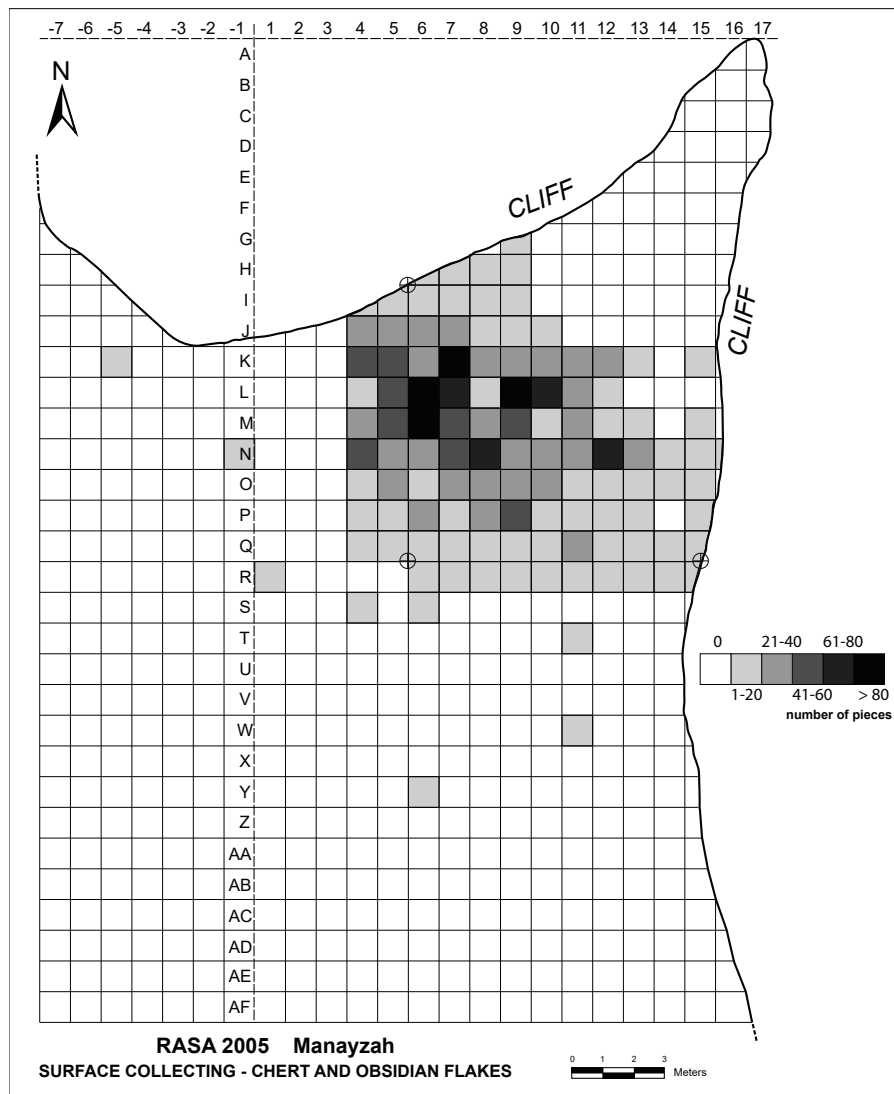 -7 -6 -5 -4 -3 -2 -1 1 2 3 4 5 6 7 8 9 10 11 12 13 14 15 16 17
A
N
B
C
D
E
F
CLIFF
G
H
I
CLIFF
J
K
L
M
N
O
P
Q
R
S
T
0 21-40 61-80
U
1-20 41-60 > 80
V
number of pieces
W
X
Y
Z
AA
AB
AC
AD
AE
AF
RASA 2005 Manayzah
0 1 2 3
SURFACE COLLECTING - CHERT AND OBSIDIAN FLAKES
Meters